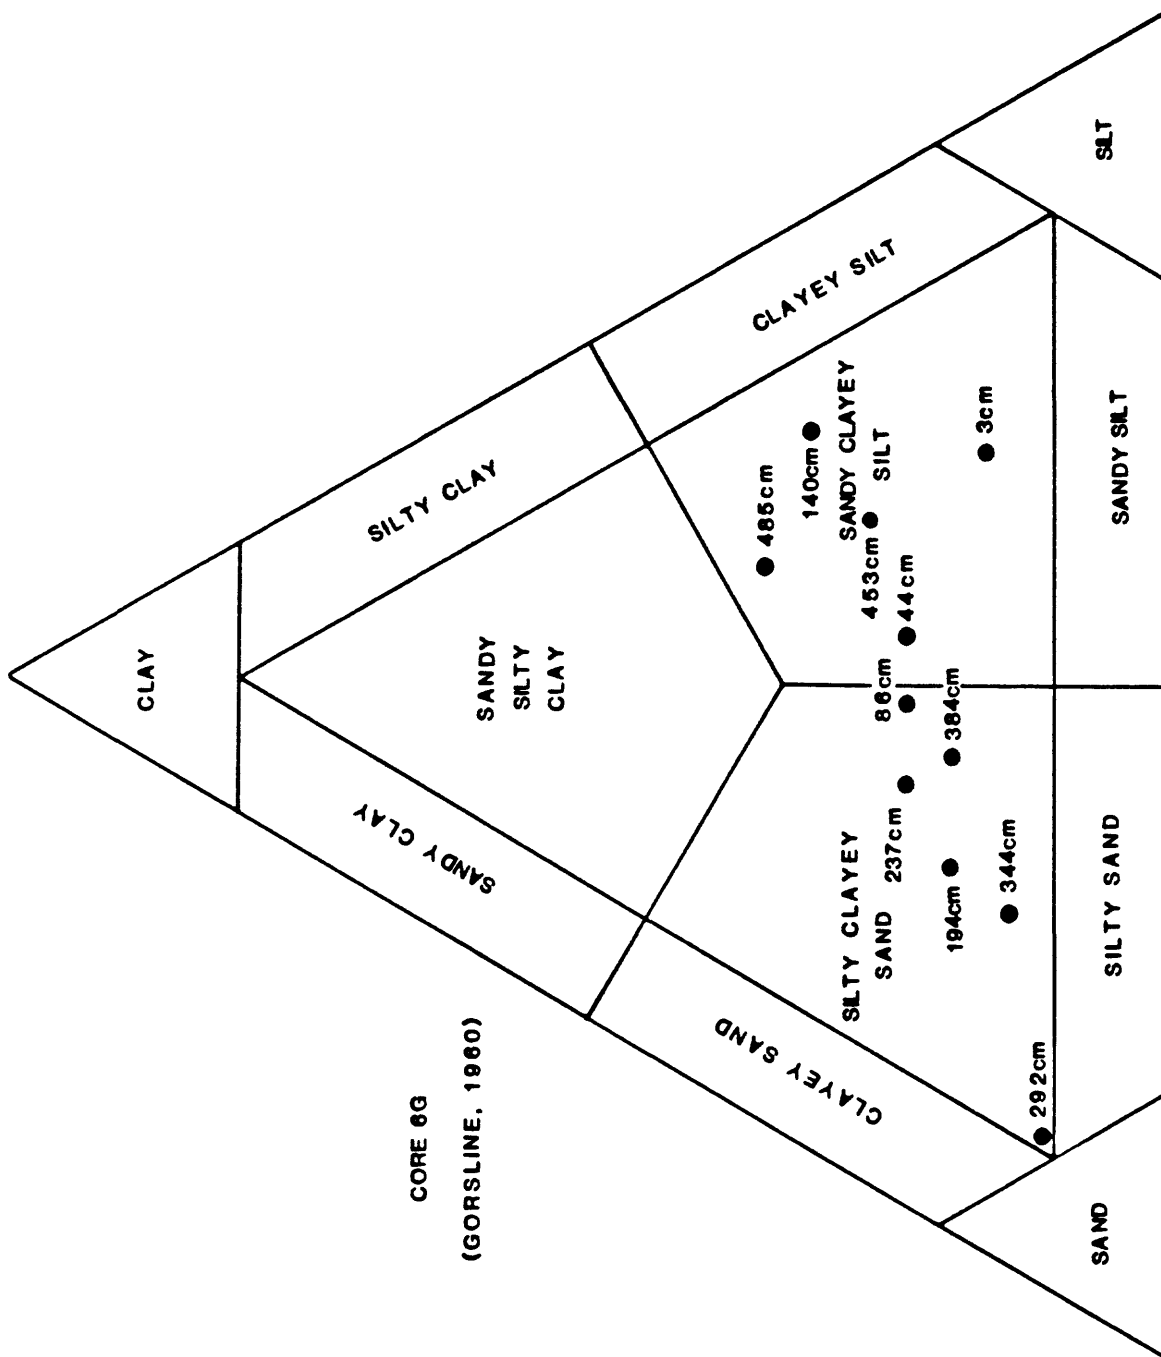 CORE 6G
(GORSLINE, 1960)
CLAY
SANDY CLAY
SILTY CLAY
SANDY
SILTY
CLAY
CLAYEY SAND
CLAYEY SILT
SILTY CLAYEY
SAND
SANDY CLAYEY
SILT
485cm
140cm
453cm
44cm
86cm
237cm
384cm
194cm
3cm
344cm
292cm
SAND
SILTY SAND
SANDY SILT
SILT